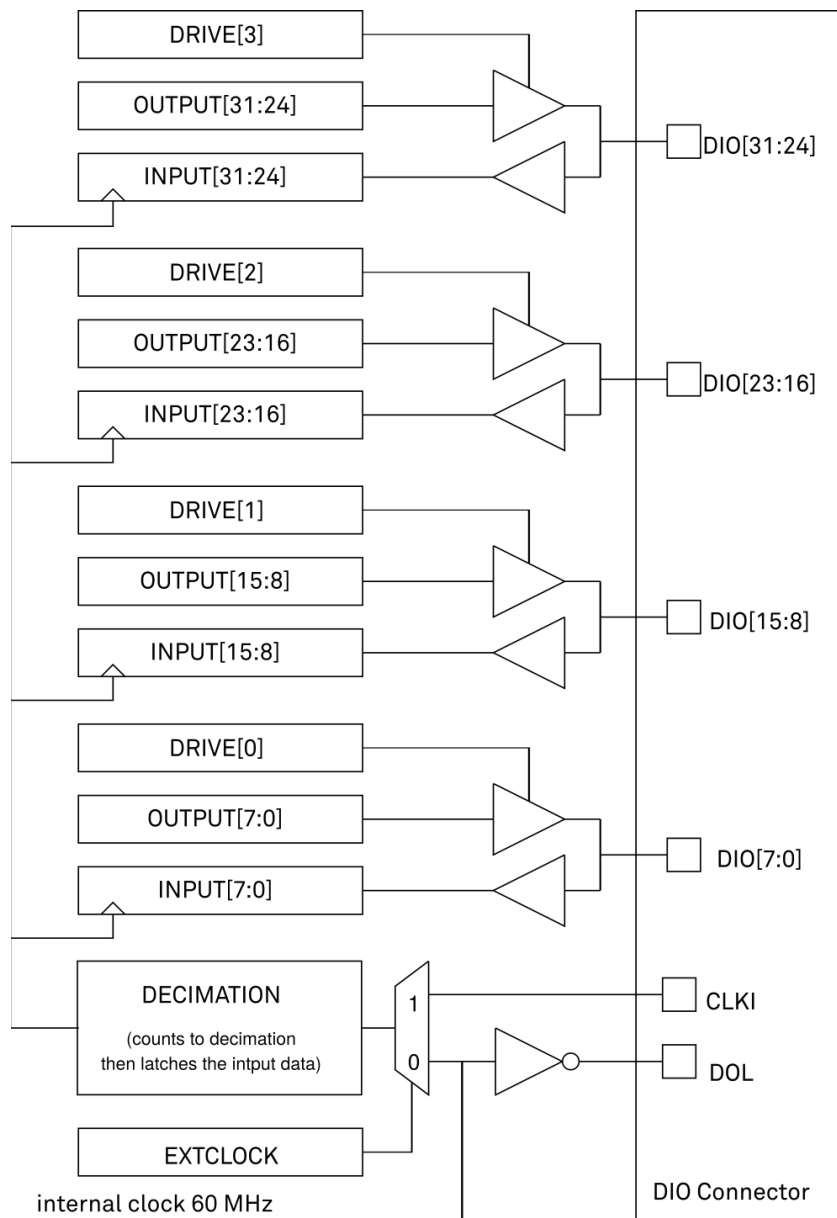 DRIVE[3]
OUTPUT[31:24]
INPUT[31:24]
DIO[31:24]
DRIVE[2]
OUTPUT[23:16]
INPUT[23:16]
DIO[23:16]
DRIVE[1]
OUTPUT[15:8]
INPUT[15:8]
DIO[15:8]
DRIVE[0]
OUTPUT[7:0]
INPUT[7:0]
DIO[7:0]
DECIMATION
(counts to decimation
then latches the intput data)
1
0
CLKI
DOL
EXTCLOCK
internal clock 60 MHz
DIO Connector